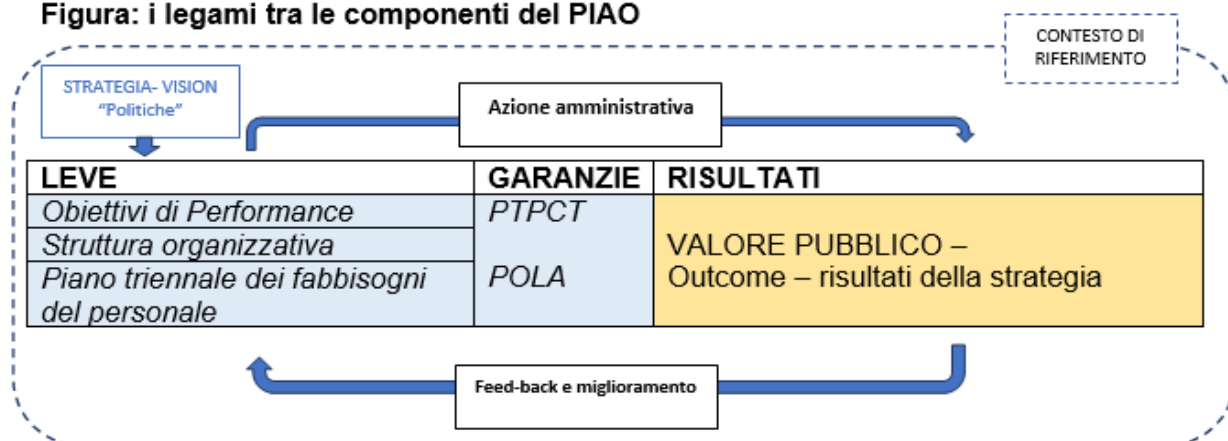 Figura: i legami tra le componenti del PIAO
CONTESTO DI
RIFERIMENTO
STRATEGIA- VISION
“Politiche”
Azione amministrativa
LEVE
GARANZIE
RISULTATI
Obiettivi di Performance
PTPCT
Struttura organizzativa
Piano triennale dei fabbisogni
del personale
POLA
VALORE PUBBLICO –
Outcome – risultati della strategia
Feed-back e miglioramento